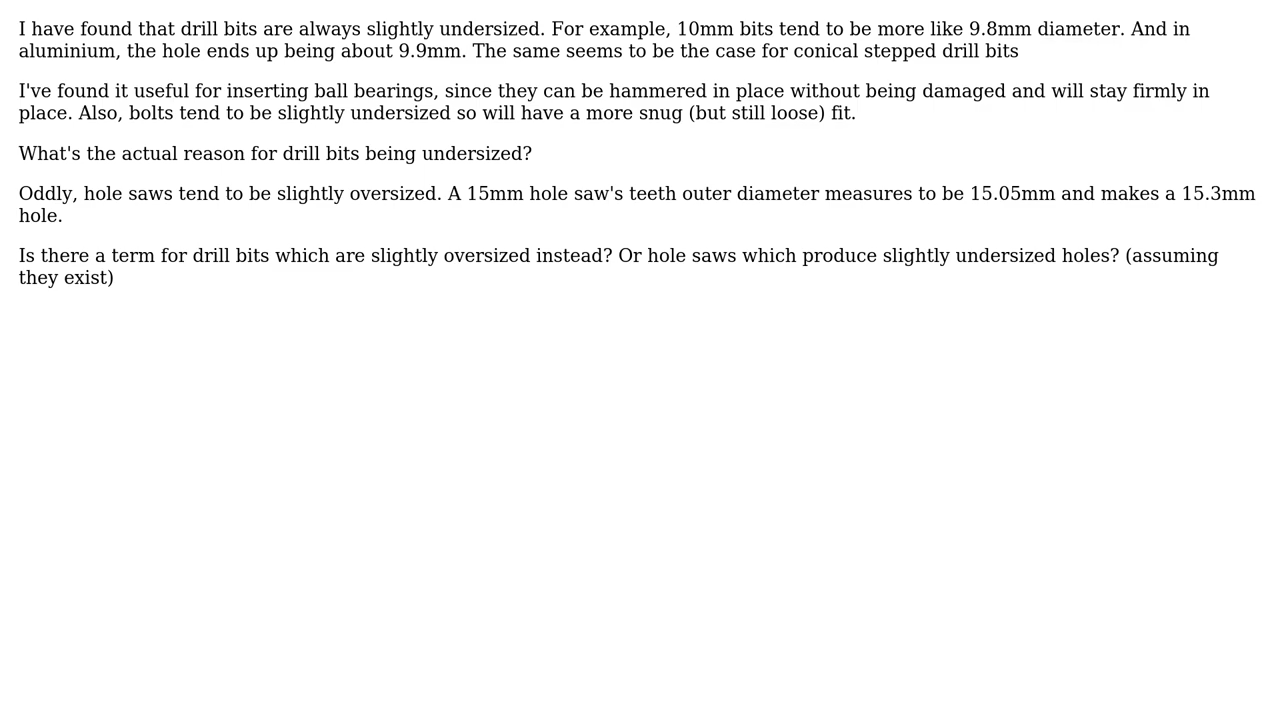 I have found that drill bits are always slightly undersized. For example, 10mm bits tend to be more like 9.8mm diameter. And in
aluminium, the hole ends up being about 9.9mm. The same seems to be the case for conical stepped drill bits
I've found it useful for inserting ball bearings, since they can be hammered in place without being damaged and will stay firmly in
place. Also, bolts tend to be slightly undersized so will have a more snug (but still loose) fit.
What's the actual reason for drill bits being undersized?
Oddly, hole saws tend to be slightly oversized. A 15mm hole saw's teeth outer diameter measures to be 15.05mm and makes a 15.3mm
hole.
Is there a term for drill bits which are slightly oversized instead? Or hole saws which produce slightly undersized holes? (assuming
they exist)